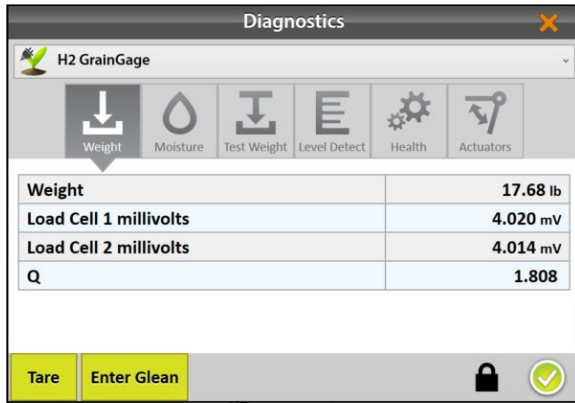 Diagnostics
H2 GrainGage
Weight Moisture Test Weight Level Detect Health Actuators
Weight 17.68 lb
Load Cell 1 millivolts 4.020 mV
Load Cell 2 millivolts 4.014 mV
Q 1.808
Tare Enter Glean